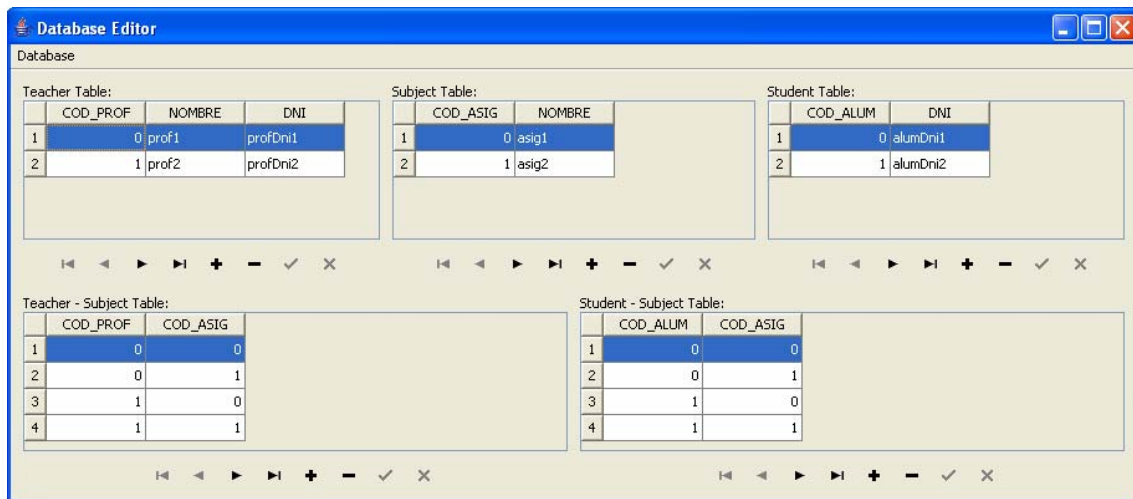 Database Editor
Database
Teacher Table:
COD_PROF NOMBRE DNI
1 0 prof1 profDni1
2 1 prof2 profDni2
Subject Table:
COD_ASIG NOMBRE
1 0 asig1
2 1 asig2
Student Table:
COD_ALUM DNI
1 0 alumDni1
2 1 alumDni2
Teacher - Subject Table:
COD_PROF COD_ASIG
1 0 0
2 0 1
3 1 0
4 1 1
Student - Subject Table:
COD_ALUM COD_ASIG
1 0 0
2 0 1
3 1 0
4 1 1